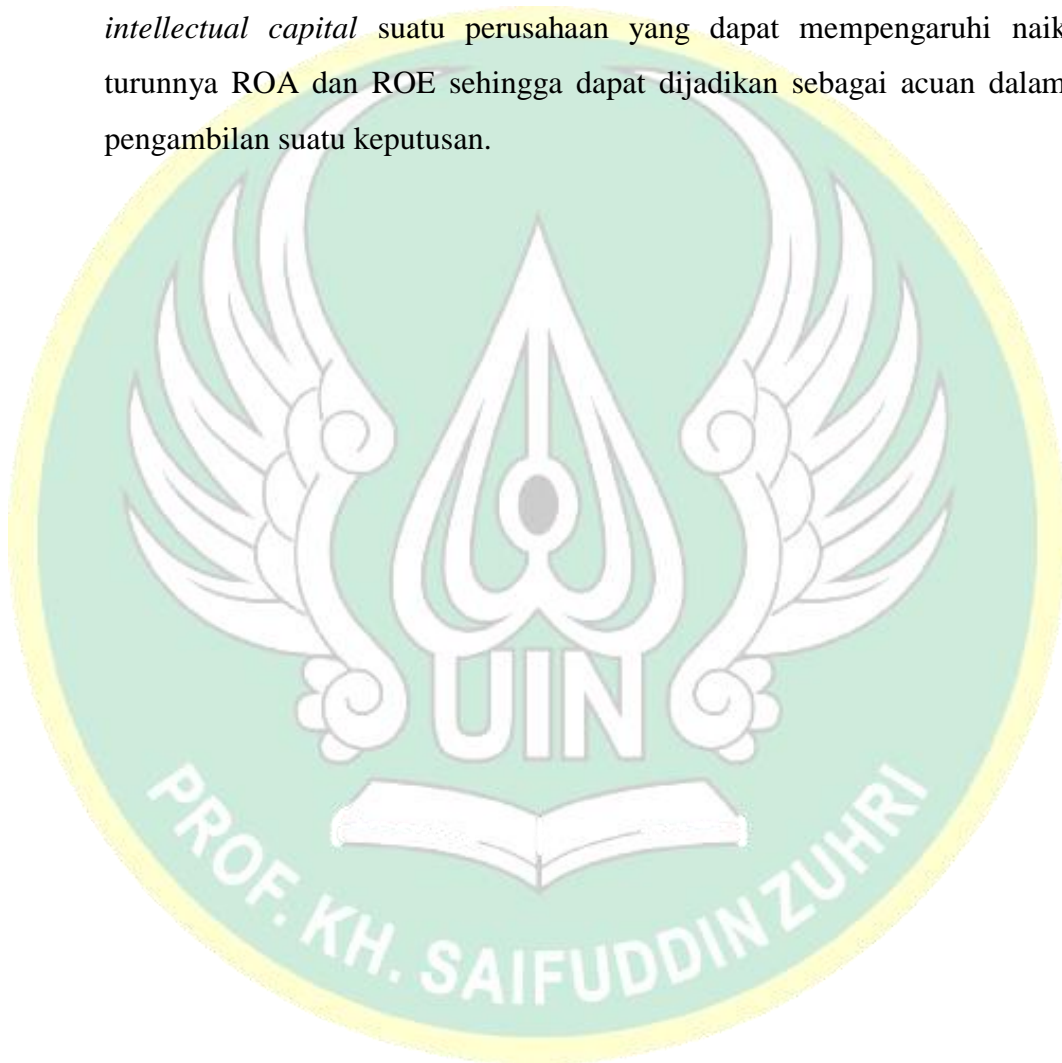 intellectual capital suatu perusahaan yang dapat mempengaruhi naik
turunnya ROA dan ROE sehingga dapat dijadikan sebagai acuan dalam
pengambilan suatu keputusan.
UIN
PROF. KH. SAIFUDDIN ZUHRI